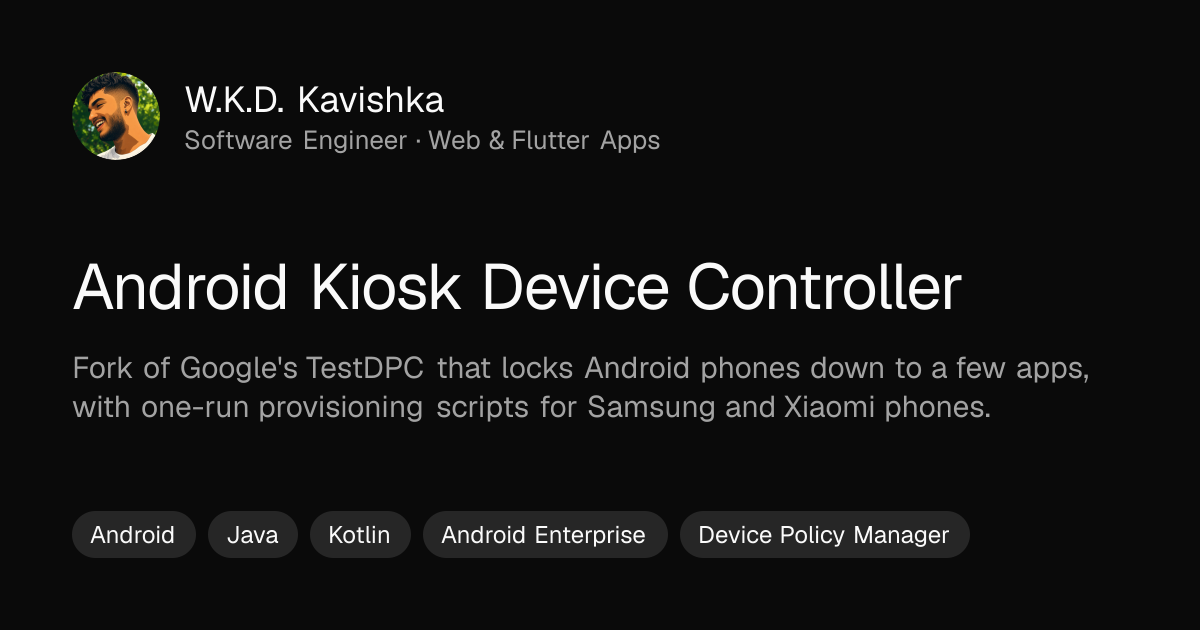 W.K.D. Kavishka
Software Engineer · Web & Flutter Apps
Android Kiosk Device Controller
Fork of Google's TestDPC that locks Android phones down to a few apps,
with one-run provisioning scripts for Samsung and Xiaomi phones.
Android Java Kotlin Android Enterprise Device Policy Manager